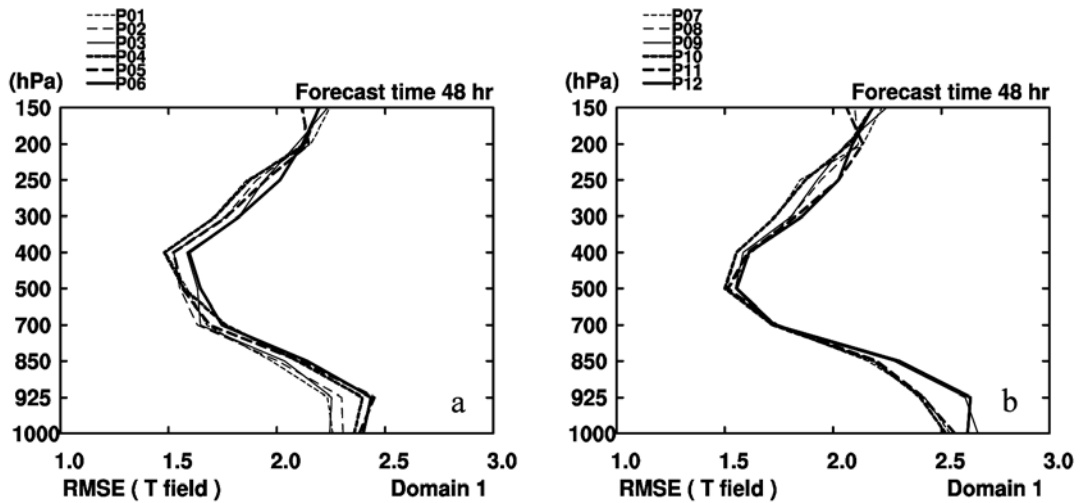 P01
P02
P03
P04
P05
P06
(hPa) Forecast time 48 hr
150
200
250
300
400
500
700
850
925
1000
a
1.0 1.5 2.0 2.5 3.0
RMSE ( T field ) Domain 1
P07
P08
P09
P10
P11
P12
(hPa) Forecast time 48 hr
150
200
250
300
400
500
700
850
925
1000
b
1.0 1.5 2.0 2.5 3.0
RMSE ( T field ) Domain 1